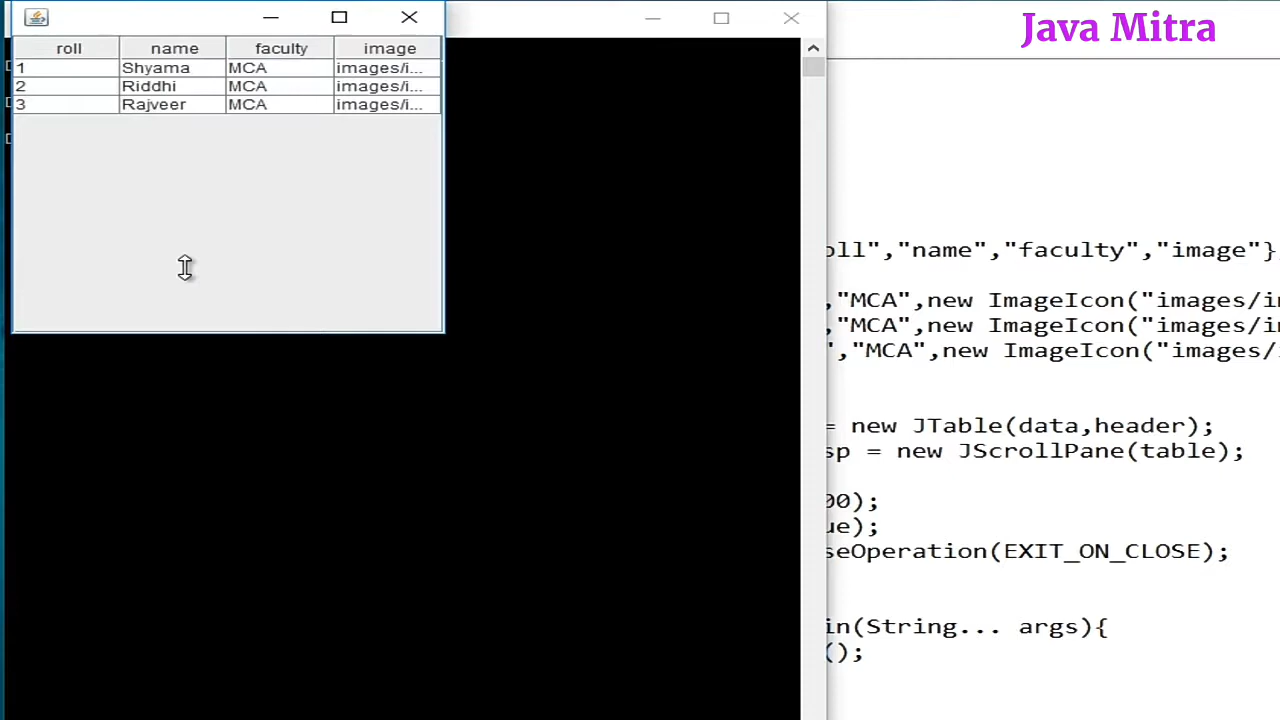 Java Mitra
roll name faculty image
1 Shyama MCA images/i...
2 Riddhi MCA images/i...
3 Rajveer MCA images/i...
oll","name","faculty","image"}
,"MCA",new ImageIcon("images/i
,"MCA",new ImageIcon("images/i
',"MCA",new ImageIcon("images/
= new JTable(data,header);
sp = new JScrollPane(table);
00);
ue);
seOperation(EXIT_ON_CLOSE);
in(String... args){
();